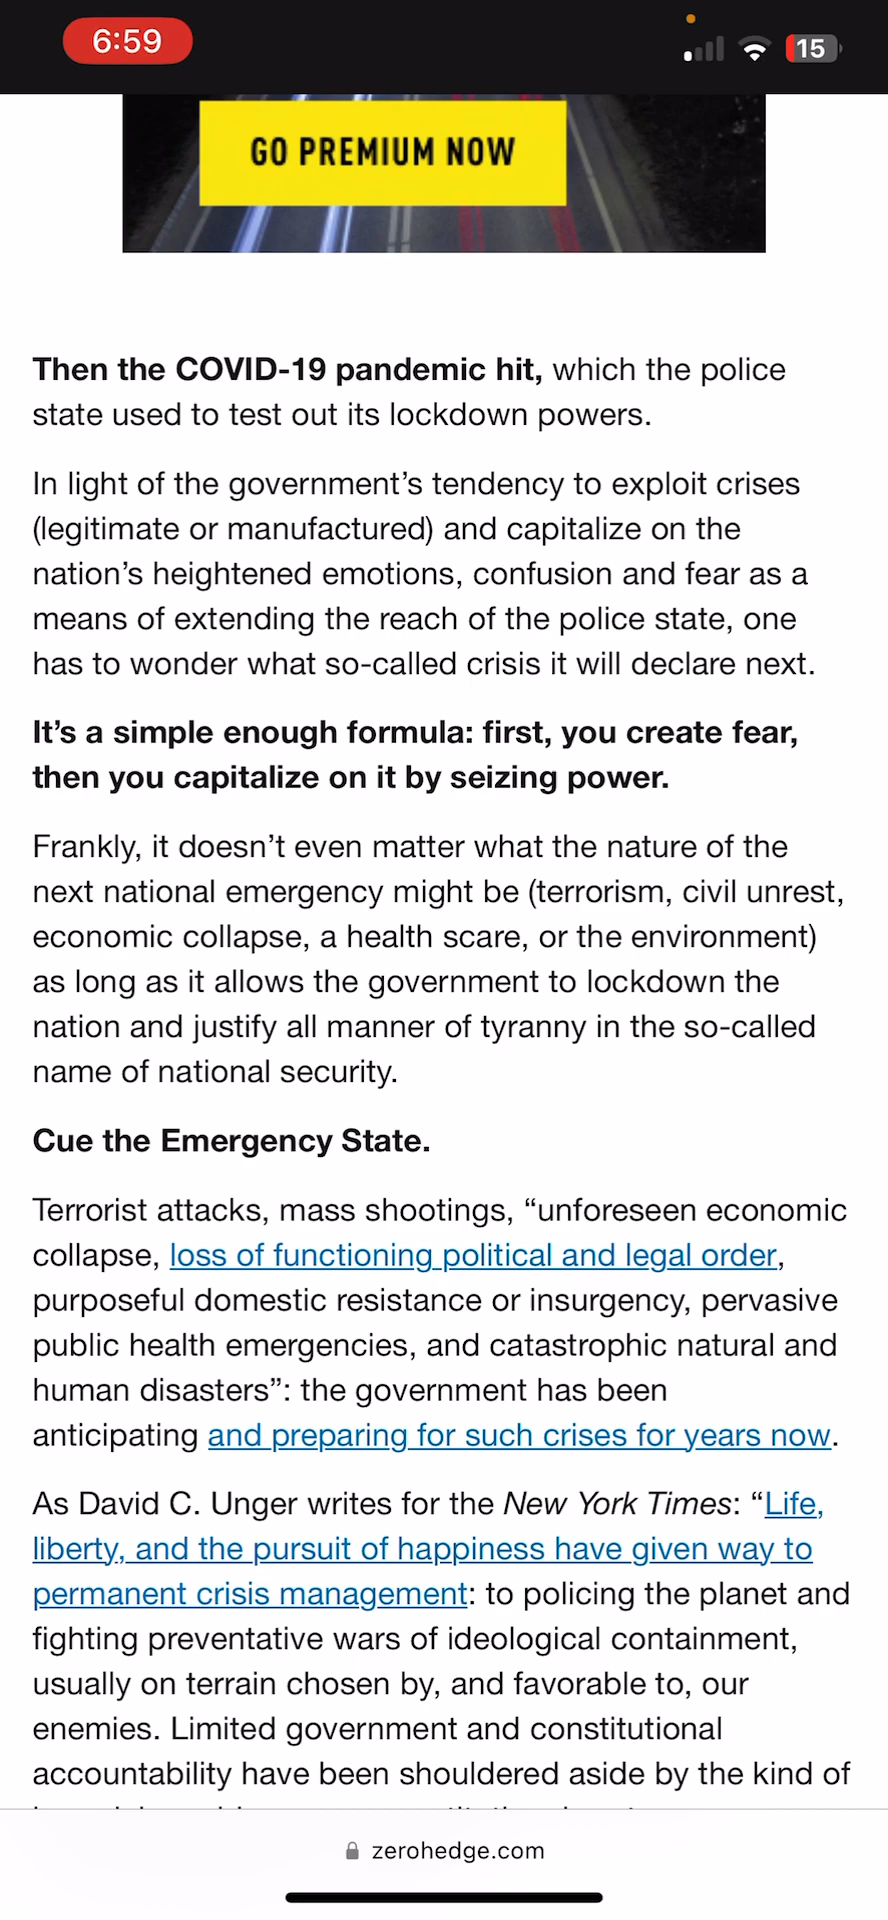 6:59
15
GO PREMIUM NOW
Then the COVID-19 pandemic hit, which the police
state used to test out its lockdown powers.
In light of the government’s tendency to exploit crises
(legitimate or manufactured) and capitalize on the
nation’s heightened emotions, confusion and fear as a
means of extending the reach of the police state, one
has to wonder what so-called crisis it will declare next.
It’s a simple enough formula: first, you create fear,
then you capitalize on it by seizing power.
Frankly, it doesn’t even matter what the nature of the
next national emergency might be (terrorism, civil unrest,
economic collapse, a health scare, or the environment)
as long as it allows the government to lockdown the
nation and justify all manner of tyranny in the so-called
name of national security.
Cue the Emergency State.
Terrorist attacks, mass shootings, “unforeseen economic
collapse, loss of functioning political and legal order,
purposeful domestic resistance or insurgency, pervasive
public health emergencies, and catastrophic natural and
human disasters”: the government has been
anticipating and preparing for such crises for years now.
As David C. Unger writes for the New York Times: “Life,
liberty, and the pursuit of happiness have given way to
permanent crisis management: to policing the planet and
fighting preventative wars of ideological containment,
usually on terrain chosen by, and favorable to, our
enemies. Limited government and constitutional
accountability have been shouldered aside by the kind of
zerohedge.com